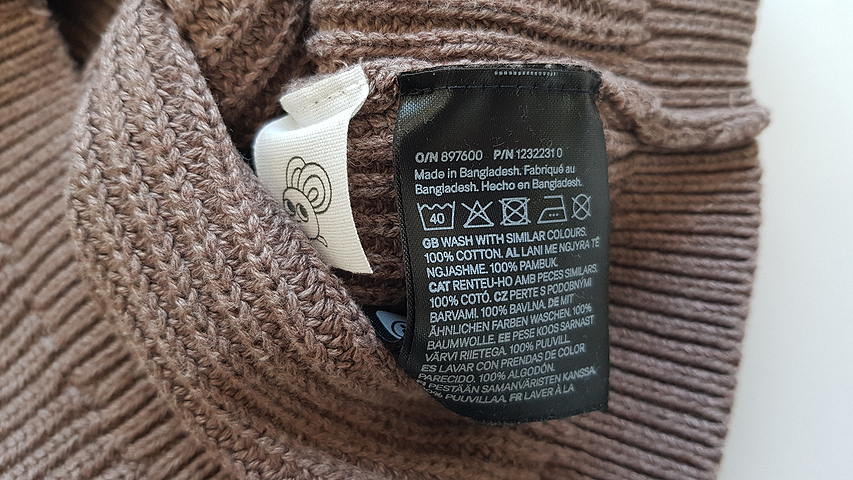 O/N 897600 P/N 1232231 0
Made in Bangladesh. Fabriqué au
Bangladesh. Hecho en Bangladesh.
40
GB WASH WITH SIMILAR COLOURS.
100% COTTON. AL LANI ME NGJYRA TË
NGJASHME. 100% PAMBUK.
CAT RENTEU-HO AMB PECES SIMILARS.
100% COTÓ. CZ PERTE S PODOBNÝMI
BARVAMI. 100% BAVLNA. DE MIT
ÄHNLICHEN FARBEN WASCHEN. 100%
BAUMWOLLE. EE PESE KOOS SARNAST
VÄRVI RIIETEGA. 100% PUUVILL
ES LAVAR CON PRENDAS DE COLOR
PARECIDO. 100% ALGODÓN.
PESTÄÄN SAMANVÄRISTEN KANSSA.
PUUVILLAA. FR LAVER À LA